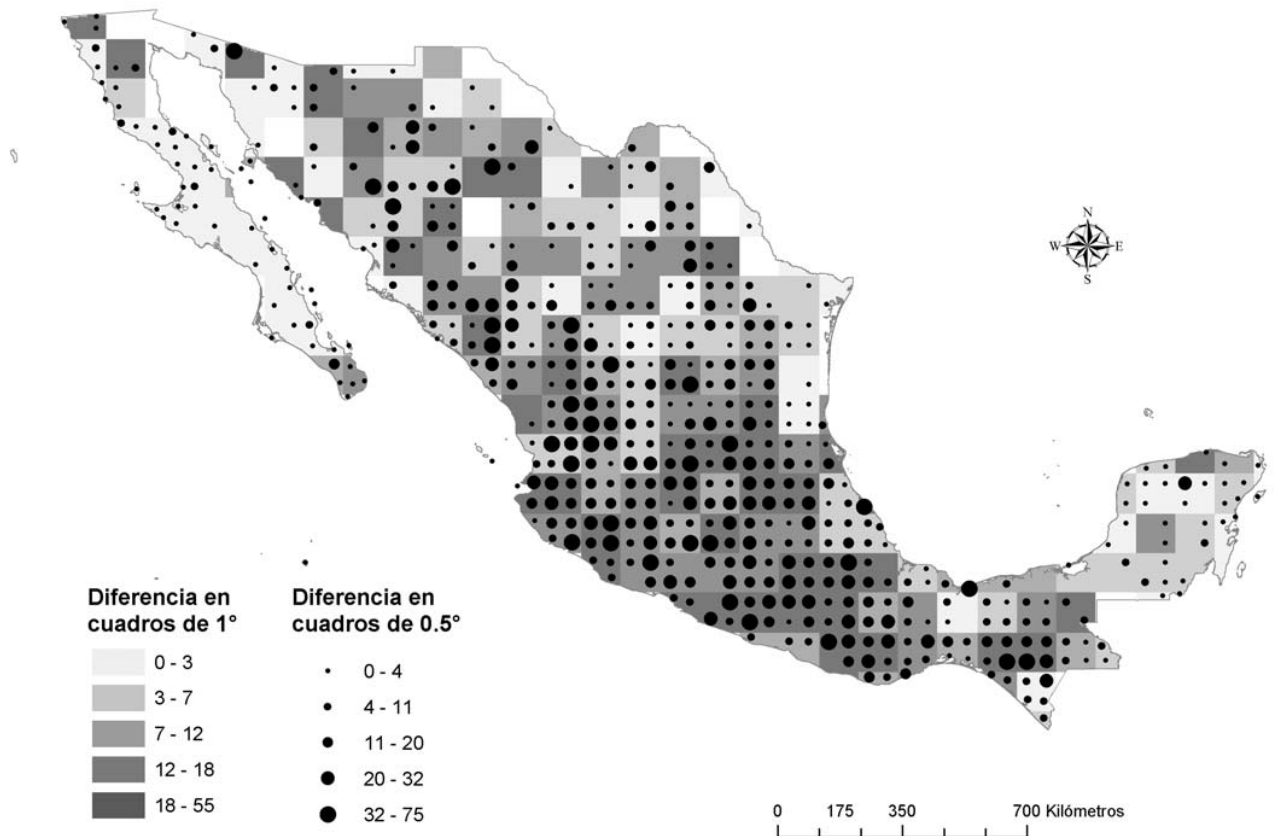 N
W E
S
Diferencia en
cuadros de 1°
0 - 3
3 - 7
7 - 12
12 - 18
18 - 55
Diferencia en
cuadros de 0.5°
0 - 4
4 - 11
11 - 20
20 - 32
32 - 75
0 175 350 700 Kilómetros